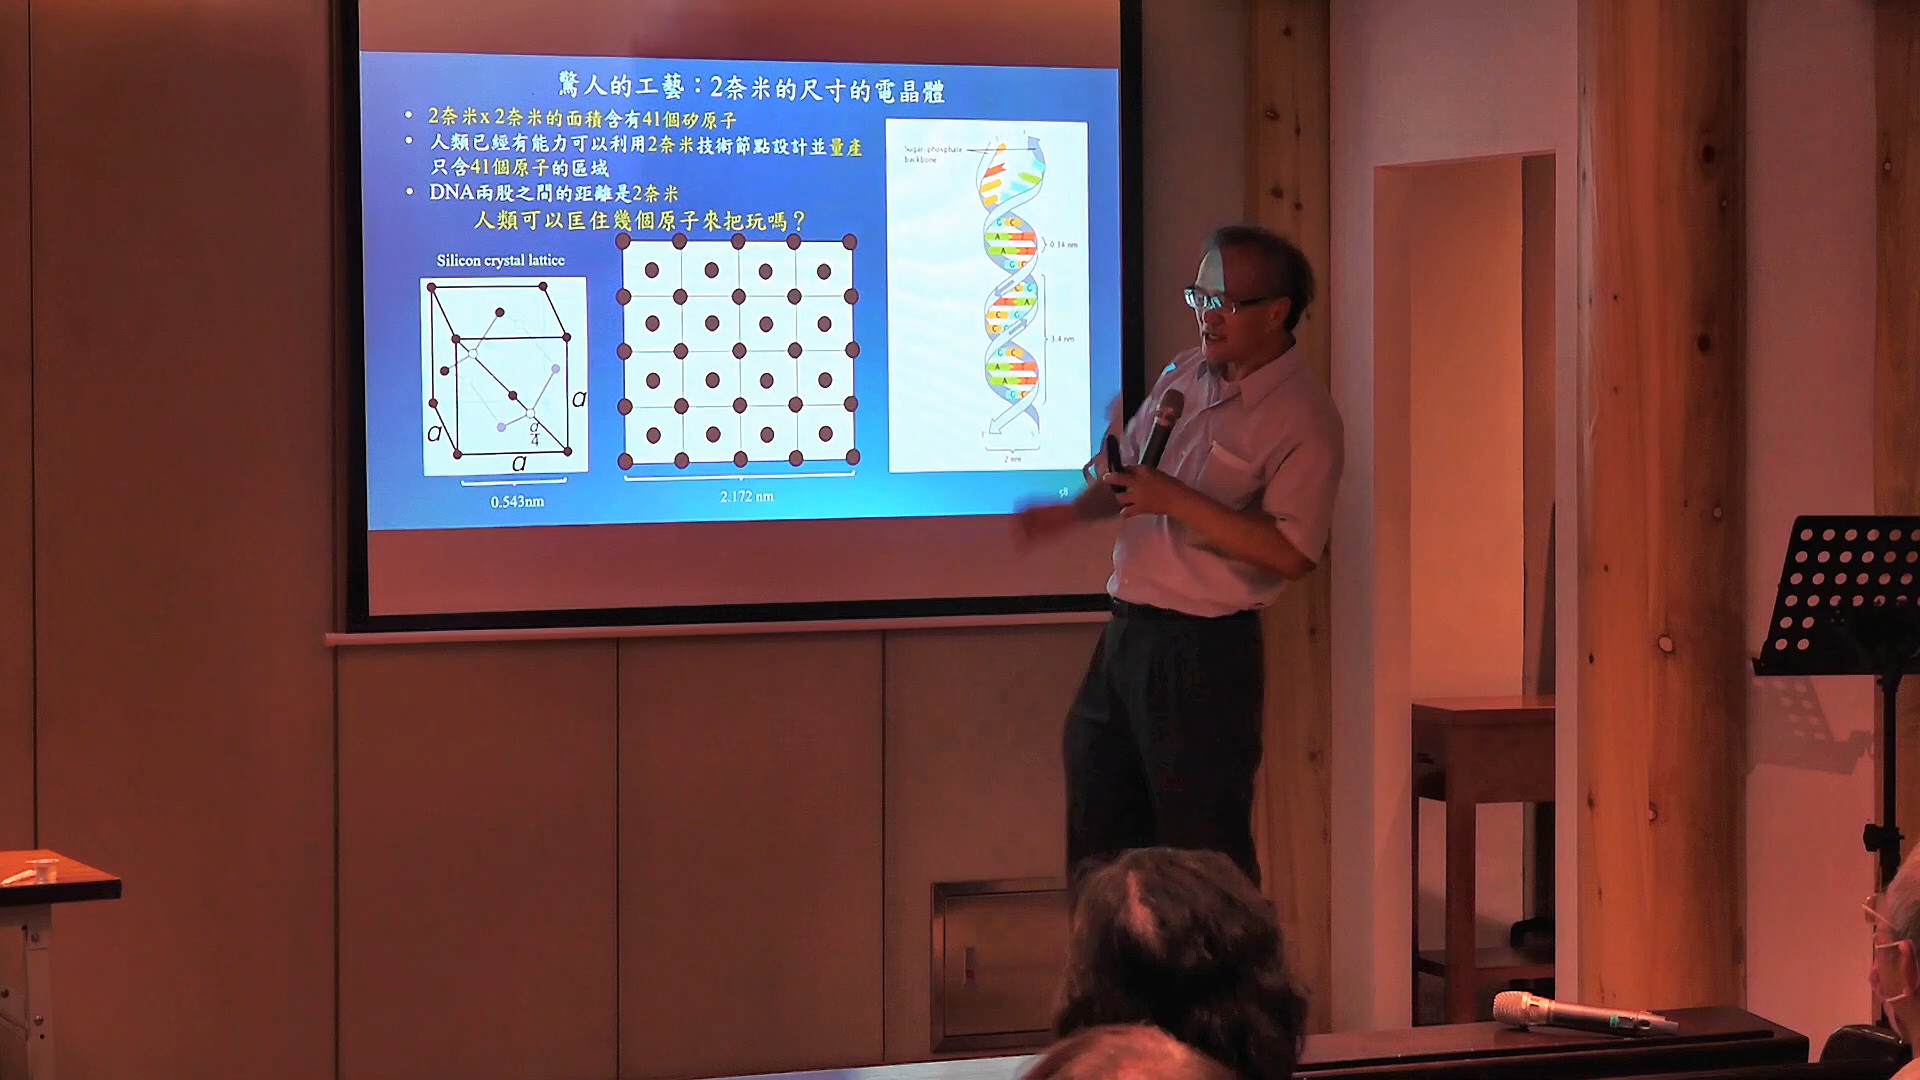 驚人的工藝：2奈米的尺寸的電晶體
• 2奈米x 2奈米的面積含有41個矽原子
• 人類已經有能力可以利用2奈米技術節點設計並量產
只含41個原子的區域
• DNA兩股之間的距離是2奈米
人類可以匡住幾個原子來把玩嗎？
Silicon crystal lattice
a
a
a
a/4
0.543nm
2.172 nm
Sugar-phosphate
backbone
G C
A T
A
G C
0.34 nm
C G
A
C G
3.4 nm
G C
A T
A
G C
2 nm
58